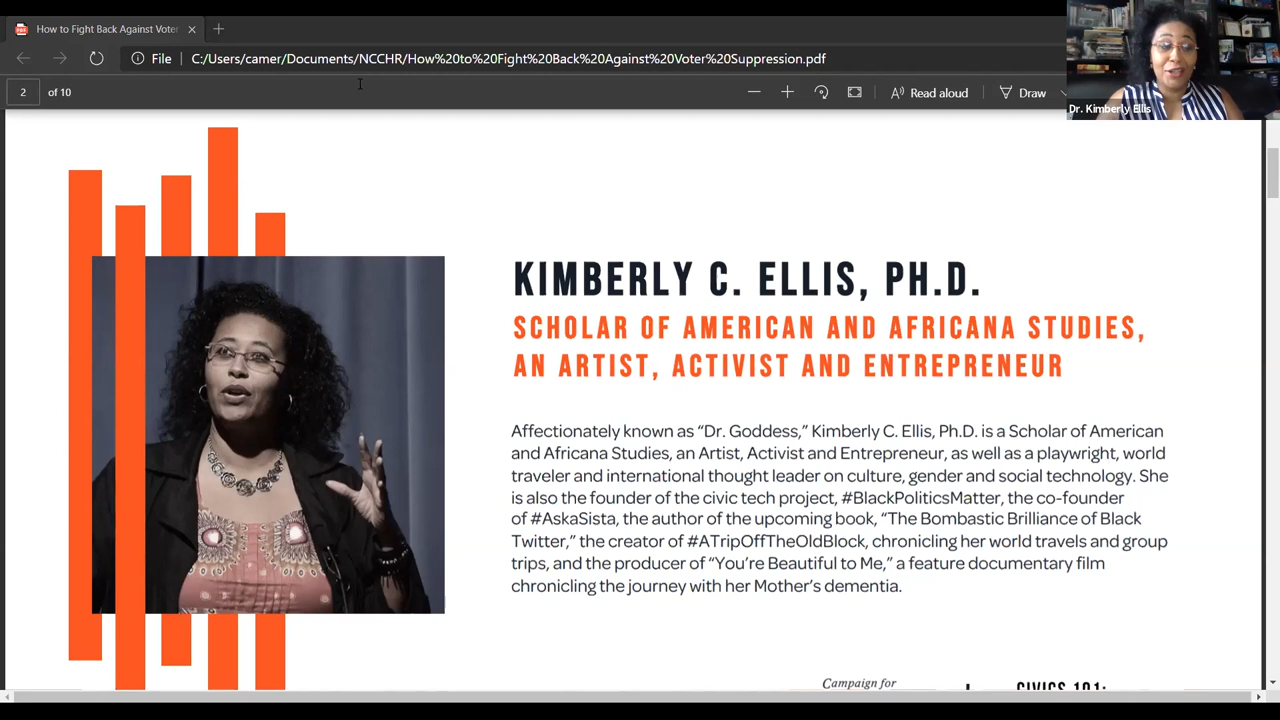 How to Fight Back Against Voter
File
C:/Users/camer/Documents/NCCHR/How%20to%20Fight%20Back%20Against%20Voter%20Suppression.pdf
2 of 10
Read aloud
Draw
Dr. Kimberly Ellis
KIMBERLY C. ELLIS, PH.D.
SCHOLAR OF AMERICAN AND AFRICANA STUDIES,
AN ARTIST, ACTIVIST AND ENTREPRENEUR
Affectionately known as “Dr. Goddess,” Kimberly C. Ellis, Ph.D. is a Scholar of American
and Africana Studies, an Artist, Activist and Entrepreneur, as well as a playwright, world
traveler and international thought leader on culture, gender and social technology. She
is also the founder of the civic tech project, #BlackPoliticsMatter, the co-founder
of #AskaSista, the author of the upcoming book, “The Bombastic Brilliance of Black
Twitter,” the creator of #ATripOffTheOldBlock, chronicling her world travels and group
trips, and the producer of “You’re Beautiful to Me,” a feature documentary film
chronicling the journey with her Mother’s dementia.
Campaign for
CIVICS 101: